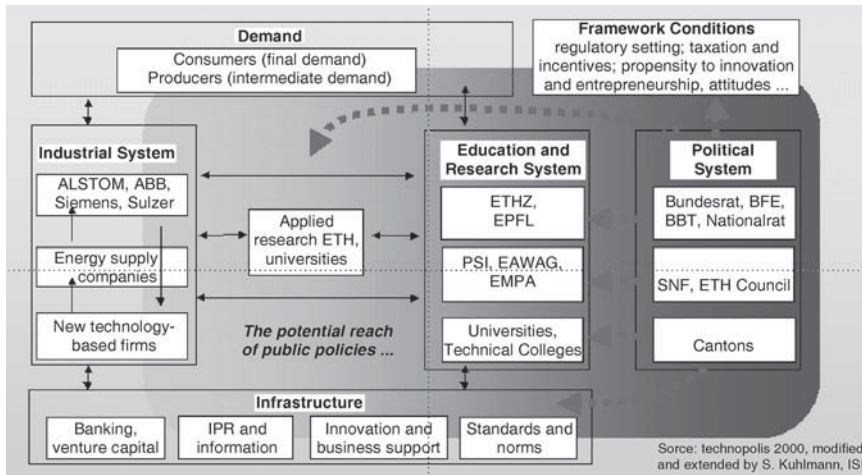 Demand
Consumers (final demand)
Producers (intermediate demand)
Framework Conditions
regulatory setting; taxation and
incentives; propensity to innovation
and entrepreneurship, attitudes ...
Industrial System
ALSTOM, ABB,
Siemens, Sulzer
Energy supply
companies
New technology-
based firms
Applied
research ETH,
universities
The potential reach
of public policies ...
Education and
Research System
ETHZ,
EPFL
PSI, EAWAG,
EMPA
Universities,
Technical Colleges
Political
System
Bundesrat, BFE,
BBT, Nationalrat
SNF, ETH Council
Cantons
Infrastructure
Banking,
venture capital
IPR and
information
Innovation and
business support
Standards and
norms
Sorce: technopolis 2000, modified
and extended by S. Kuhlmann, IS